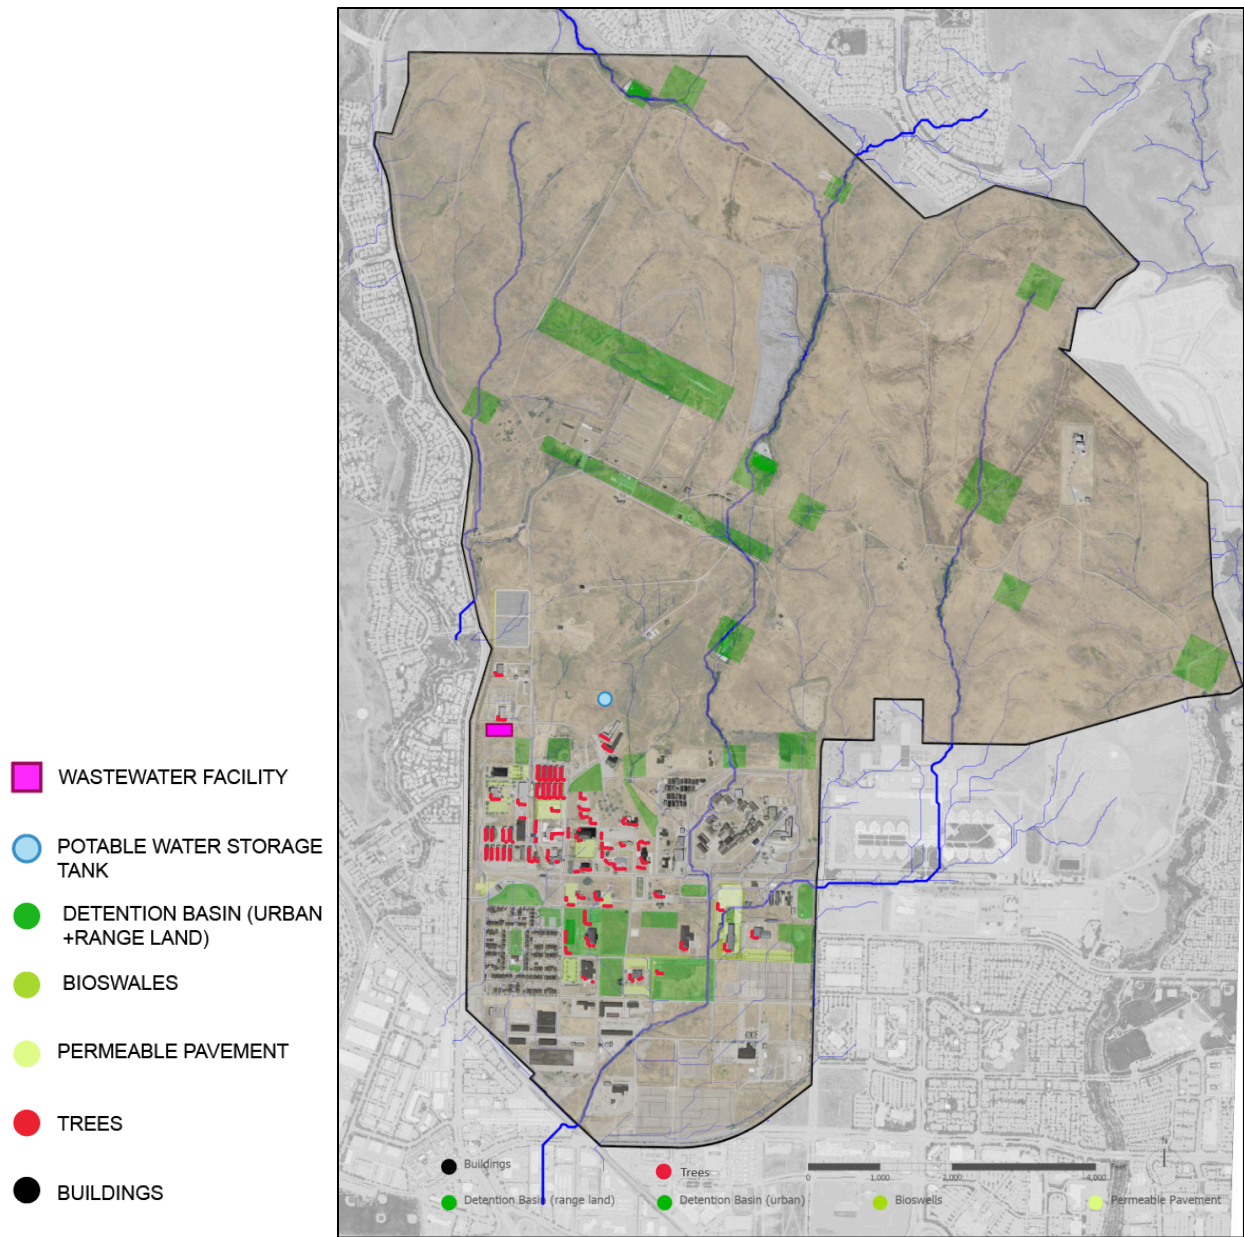 WASTEWATER FACILITY
POTABLE WATER STORAGE
TANK
DETENTION BASIN (URBAN
+RANGE LAND)
BIOSWALES
PERMEABLE PAVEMENT
TREES
BUILDINGS
N
Buildings
Trees
0 1,000 2,000 4,000
Detention Basin (range land)
Detention Basin (urban)
Bioswells
Permeable Pavement